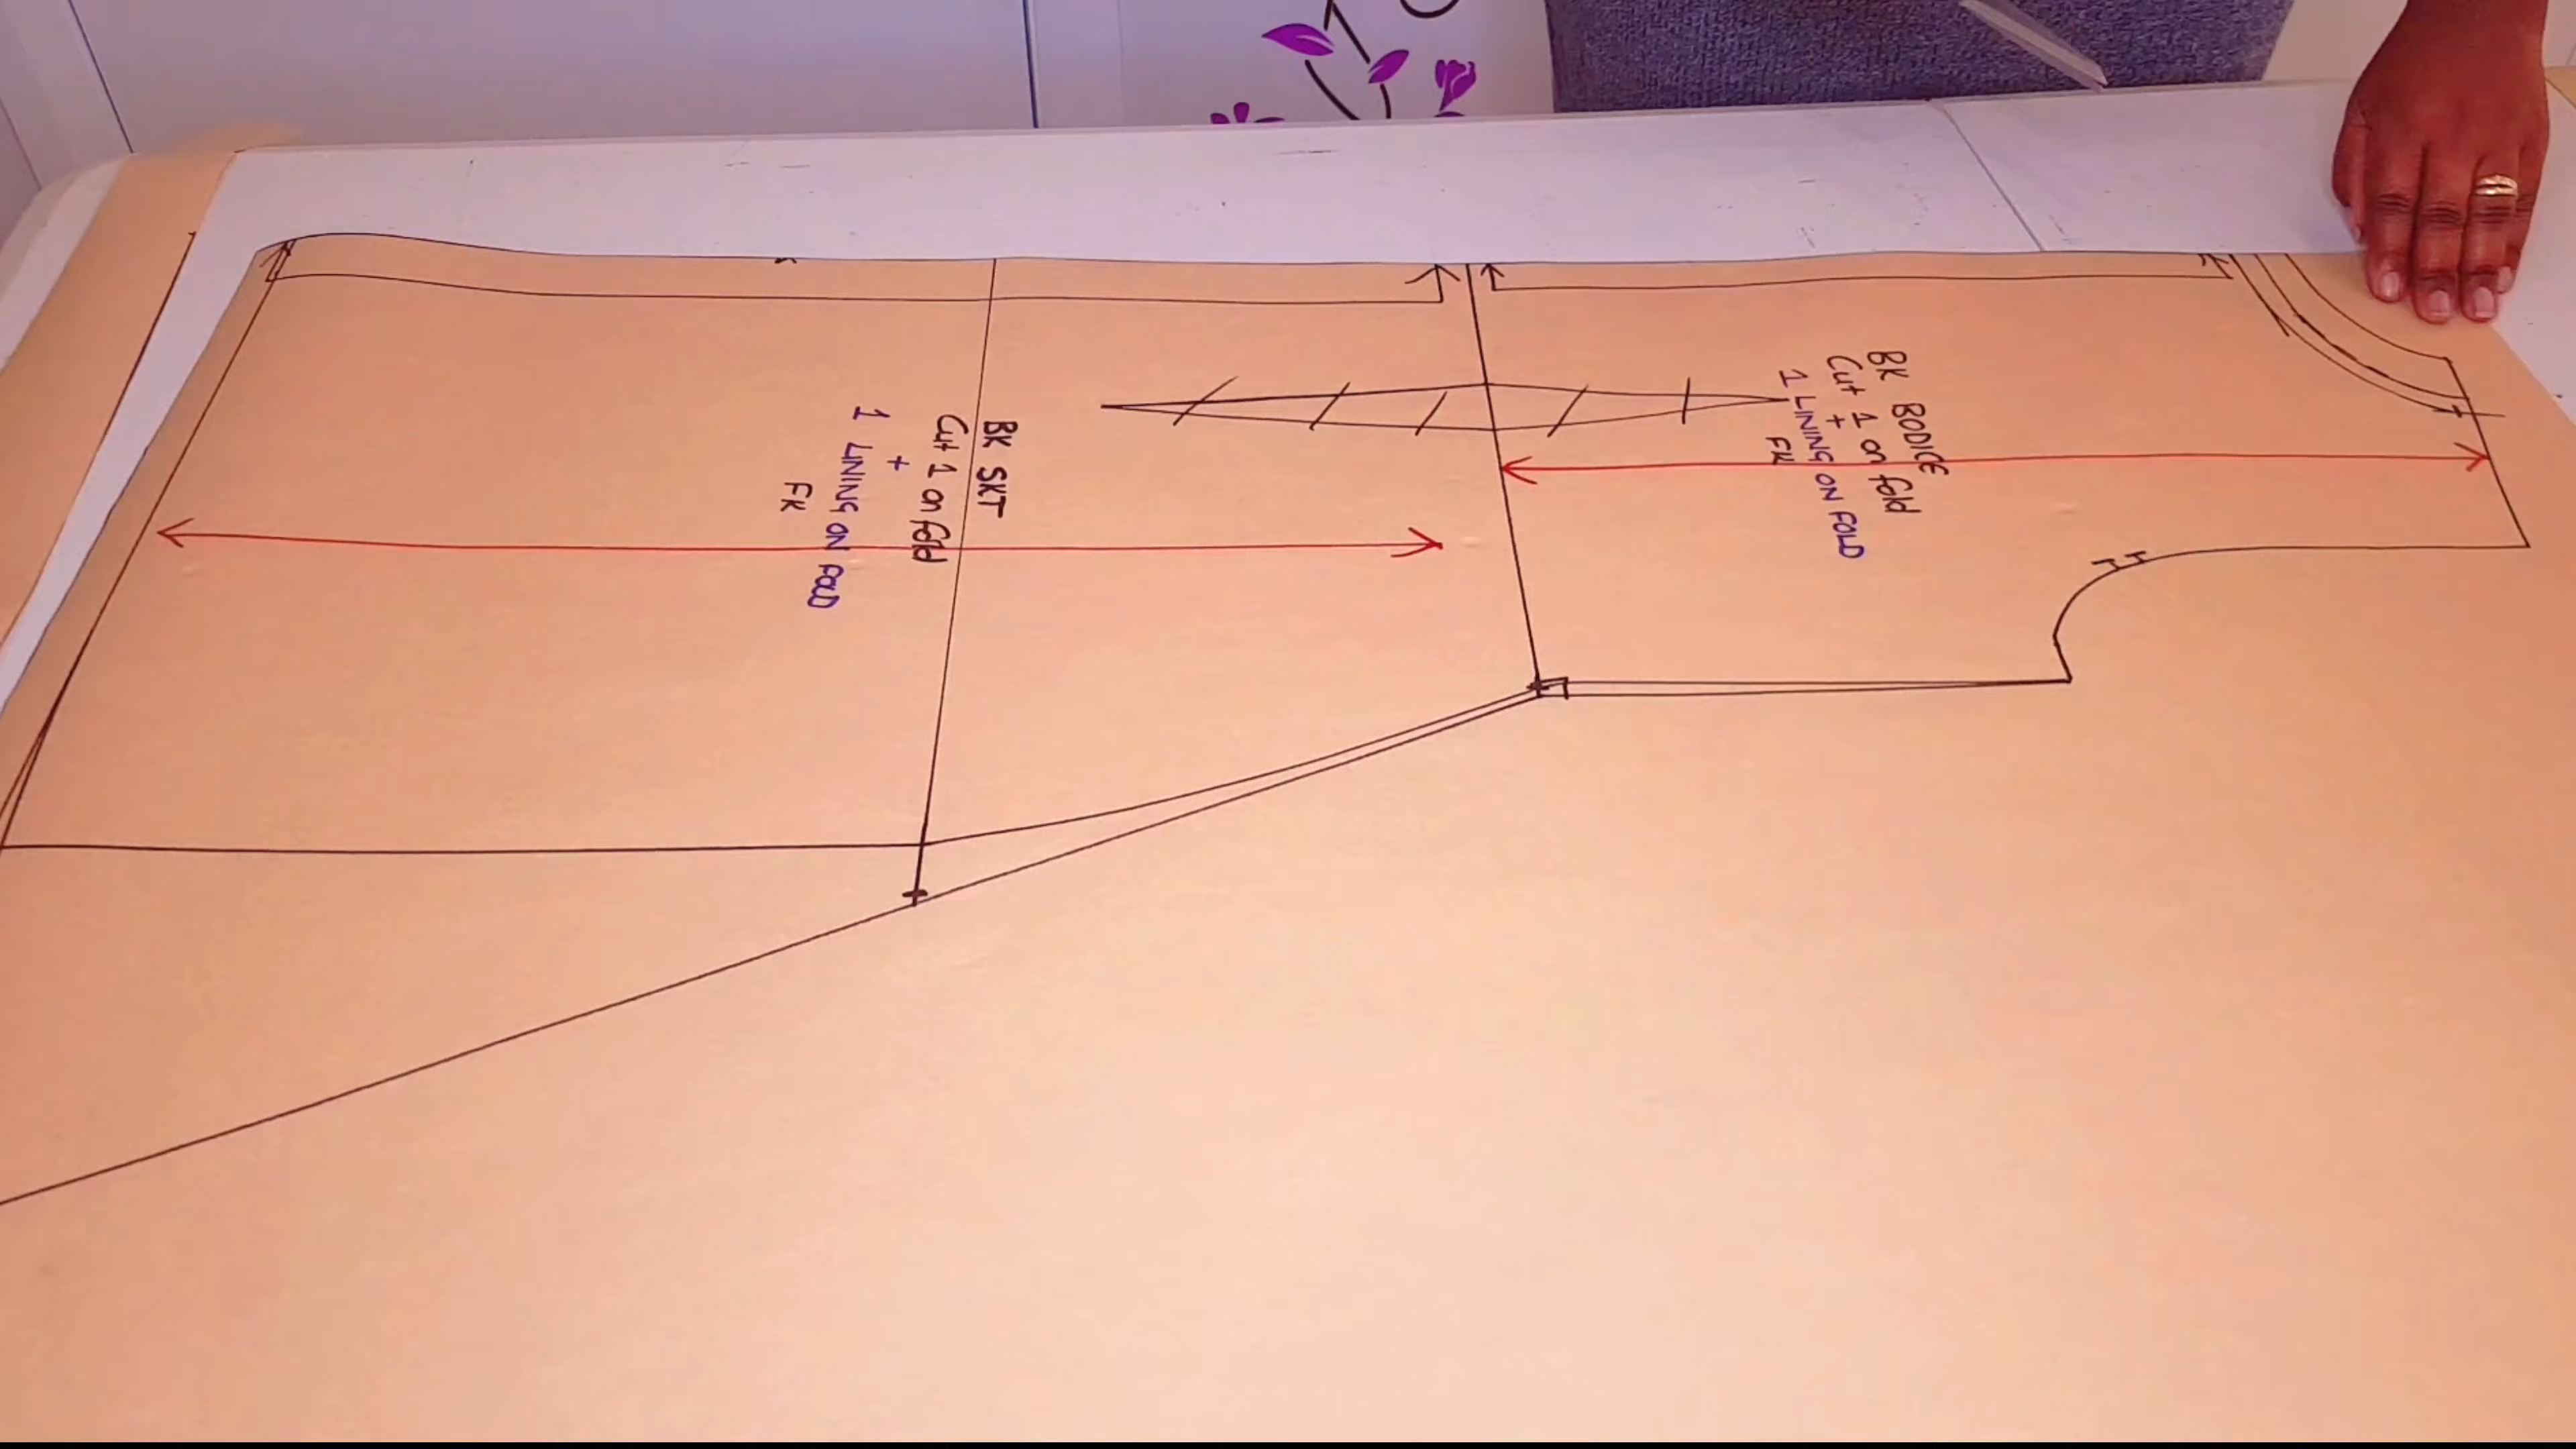 BK BODICE
Cut 1 on fold
+
1 LINING ON FOLD
FK
BK SKT
Cut 1 on fold
+
1 LINING ON FOLD
FK